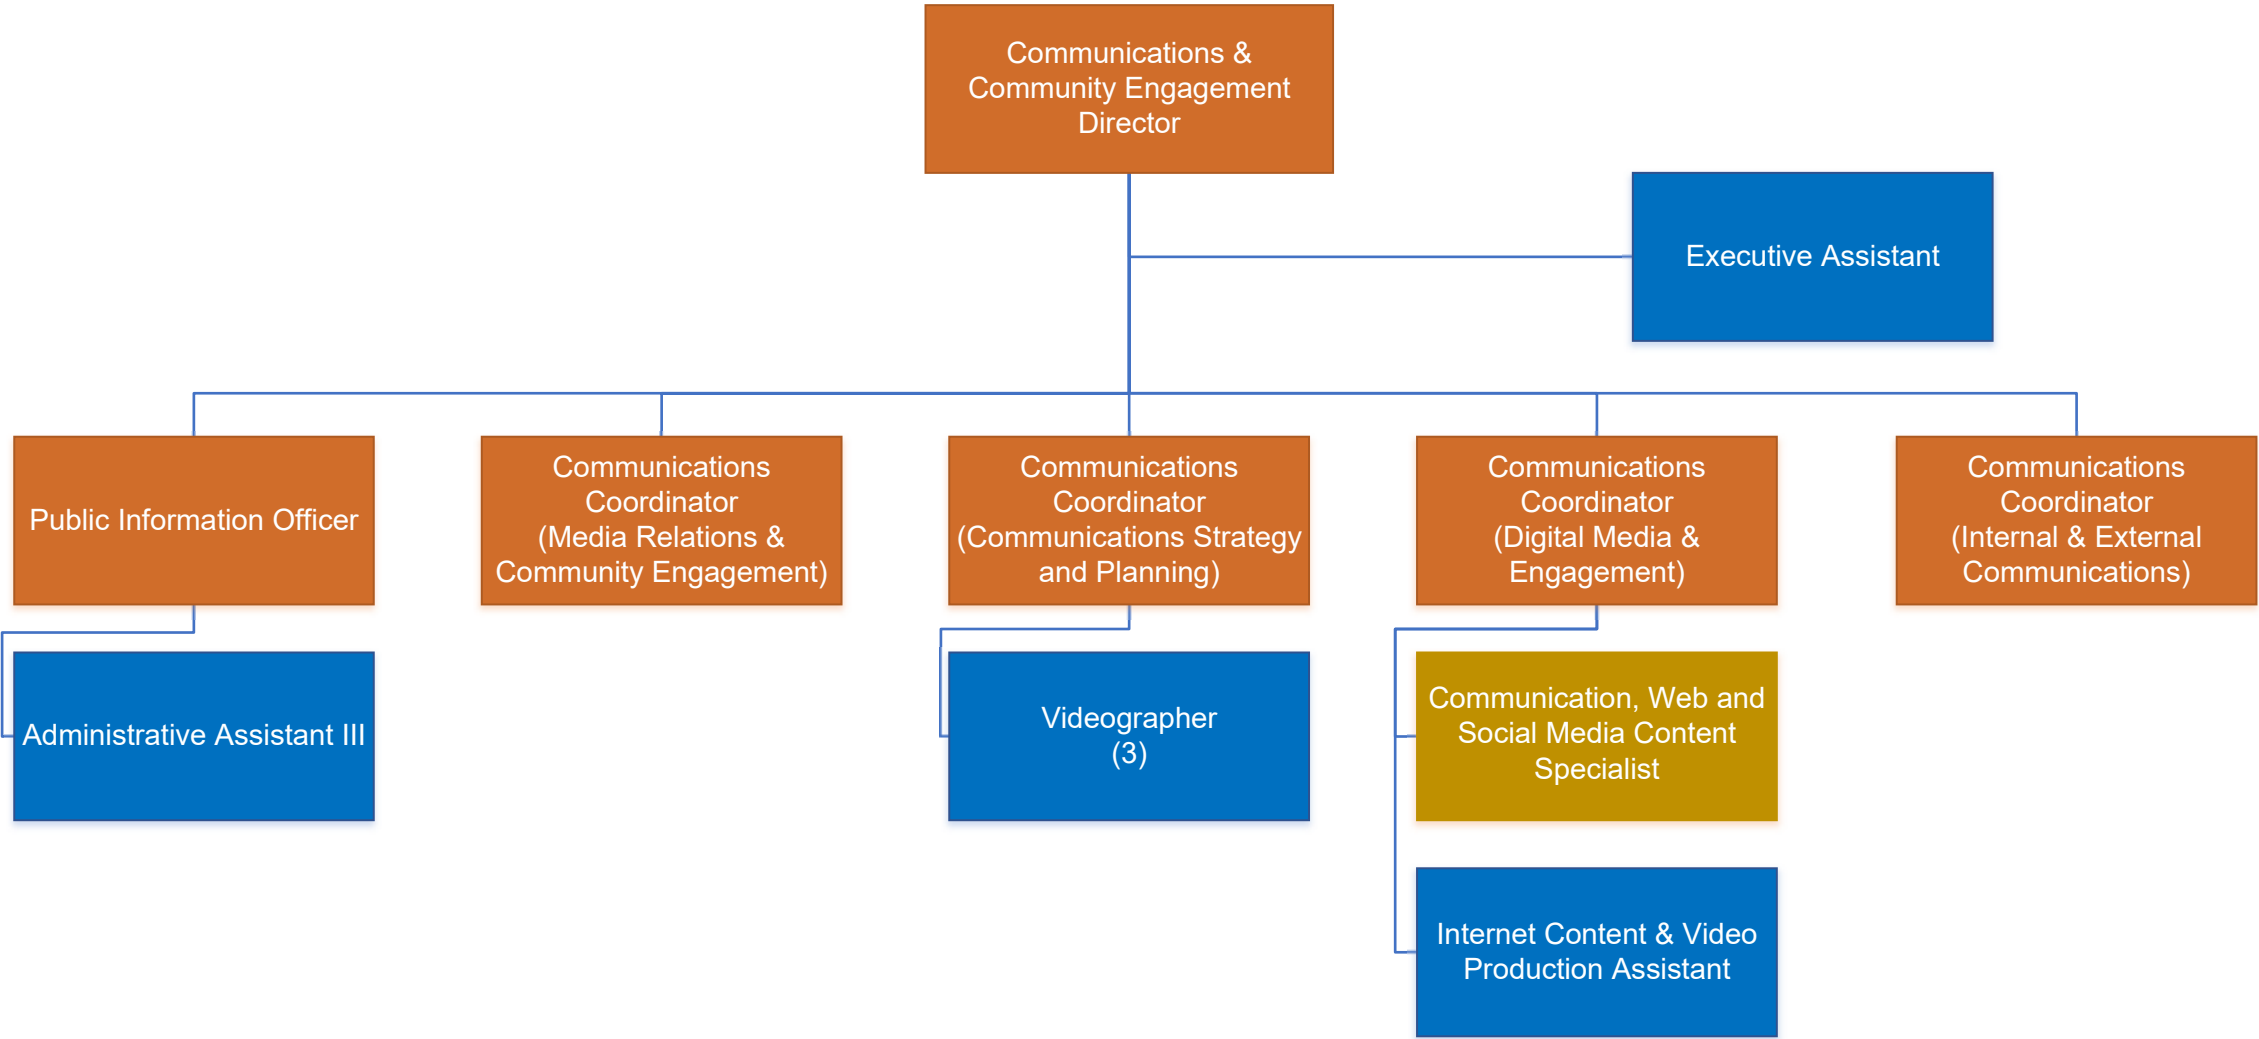 Communications &
Community Engagement
Director
Executive Assistant
Public Information Officer
Communications
Coordinator
(Media Relations &
Community Engagement)
Communications
Coordinator
(Communications Strategy
and Planning)
Communications
Coordinator
(Digital Media &
Engagement)
Communications
Coordinator
(Internal & External
Communications)
Administrative Assistant III
Videographer
(3)
Communication, Web and
Social Media Content
Specialist
Internet Content & Video
Production Assistant